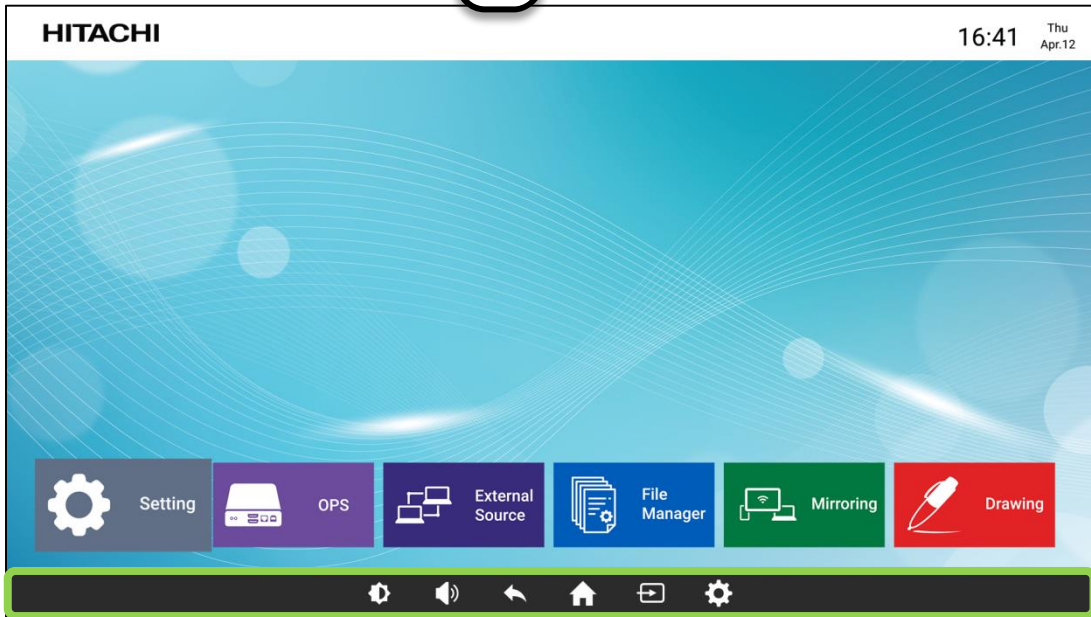 HITACHI
16:41
Thu
Apr.12
Setting
OPS
External
Source
File
Manager
Mirroring
Drawing